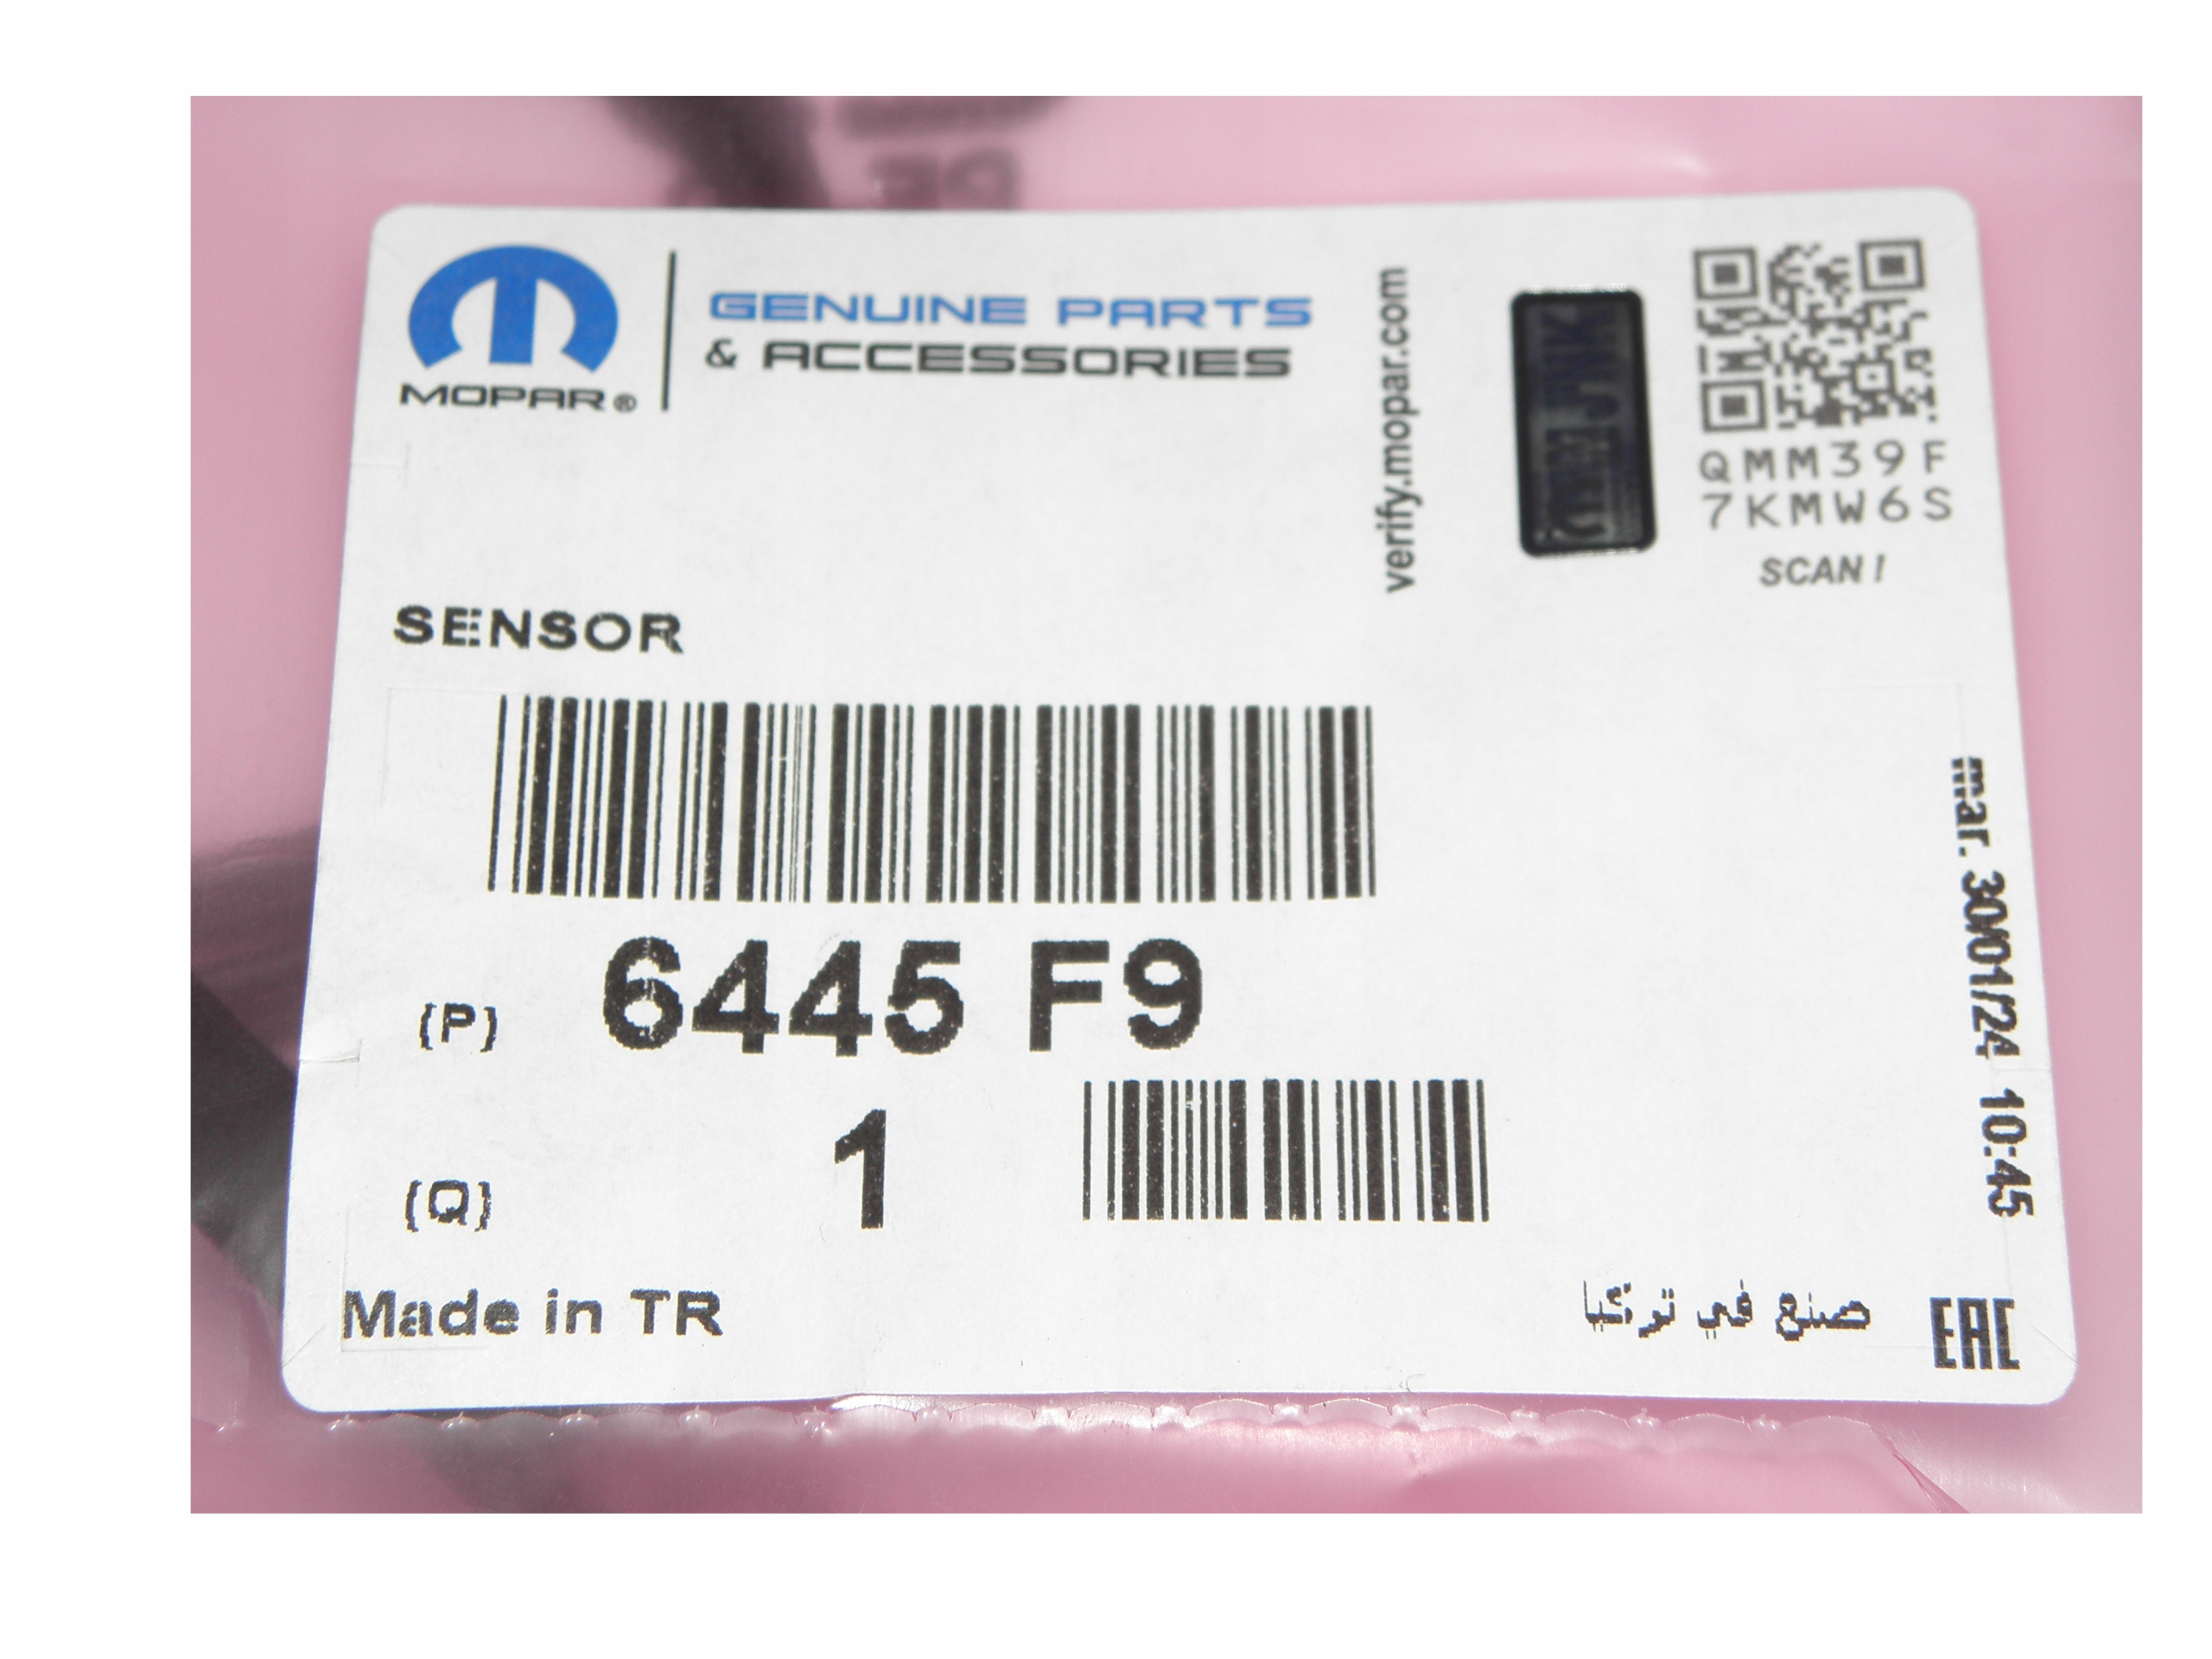 MOPAR®
GENUINE PARTS
& ACCESSORIES
verify.mopar.com
QMM39F
7KMW6S
SCAN !
SENSOR
(P) 6445 F9
(Q) 1
mar. 30/01/24 10:45
Made in TR
صنع في تركيا
EAC